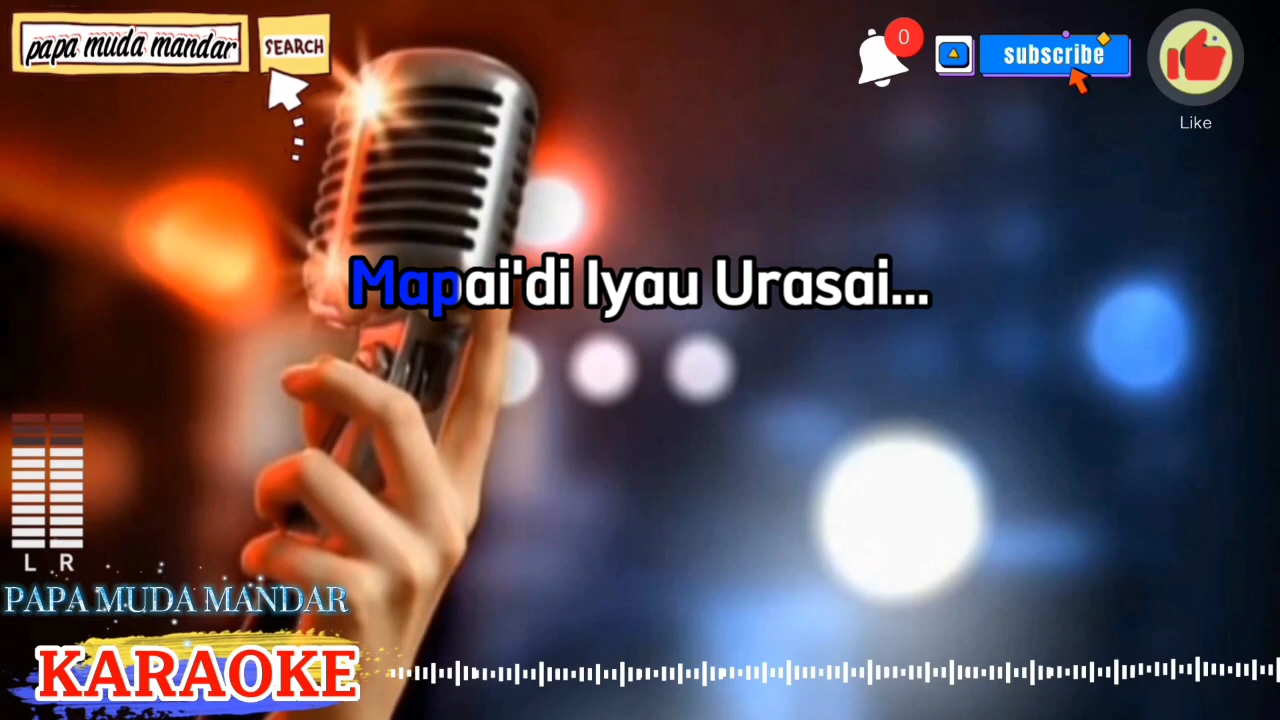 papa muda mandar
SEARCH
0
subscribe
Like
Mapai'di Iyau Urasai...
L R
PAPA MUDA MANDAR
KARAOKE